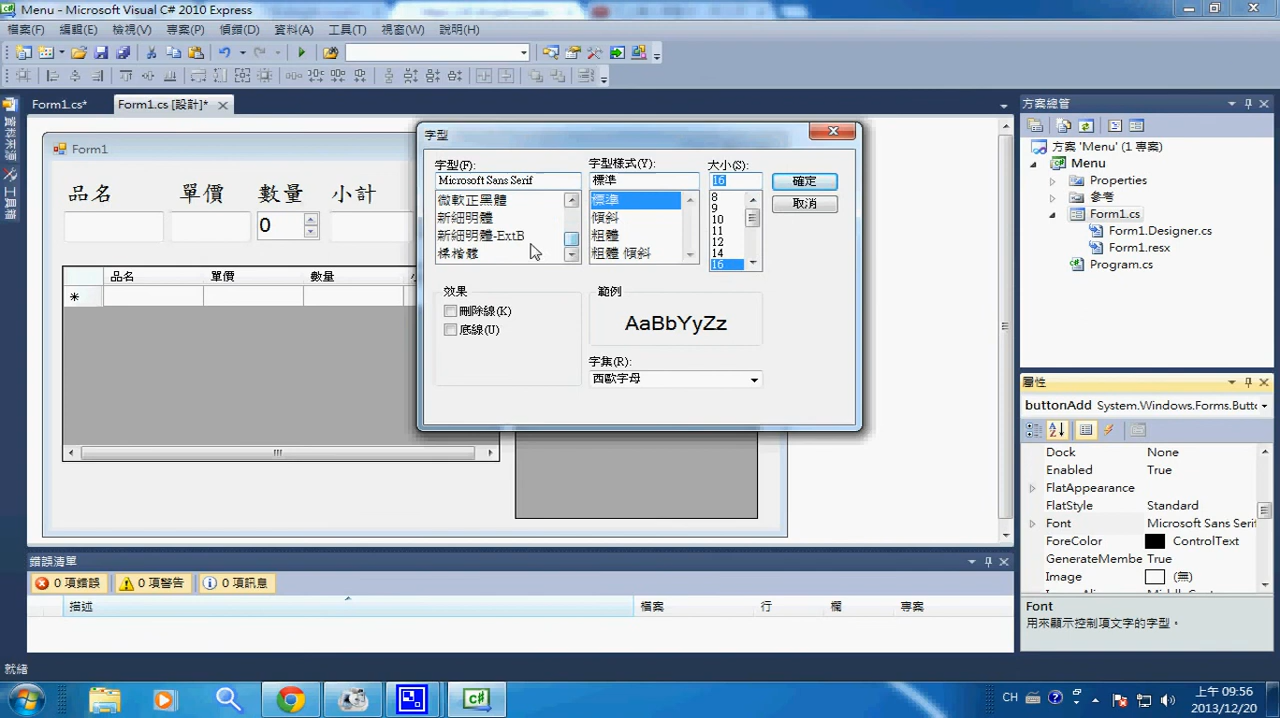 Menu - Microsoft Visual C# 2010 Express
檔案(F) 編輯(E) 檢視(V) 專案(P) 偵錯(D) 資料(A) 工具(T) 視窗(W) 說明(H)
Form1.cs* Form1.cs [設計]*
資料來源
工具箱
Form1
品名 單價 數量 小計
0
品名 單價 數量
字型
字型(F): 字型樣式(Y): 大小(S):
Microsoft Sans Serif 標準 16
微軟正黑體 標準 8
新細明體 傾斜 9
新細明體-ExtB 粗體 10
標楷體 粗體 傾斜 11
12
14
16
確定
取消
效果
刪除線(K)
底線(U)
範例
AaBbYyZz
字集(R):
西歐字母
方案總管
方案 'Menu' (1 專案)
Menu
Properties
參考
Form1.cs
Form1.Designer.cs
Form1.resx
Program.cs
屬性
buttonAdd System.Windows.Forms.Butto
Dock None
Enabled True
FlatAppearance
FlatStyle Standard
Font Microsoft Sans Serif
ForeColor ControlText
GenerateMembe True
Image (無)
Font
用來顯示控制項文字的字型。
錯誤清單
0 項錯誤 0 項警告 0 項訊息
描述 檔案 行 欄 專案
就緒
CH
上午 09:56
2013/12/20